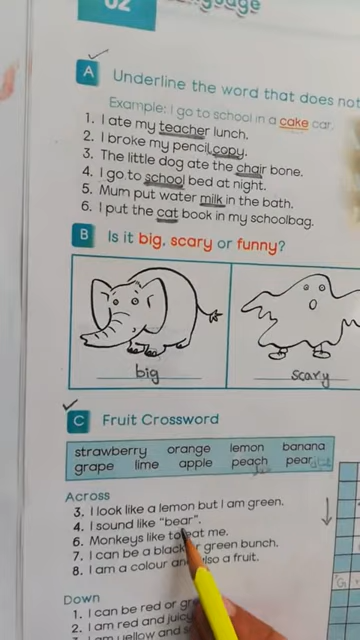 02
Language
A Underline the word that does not
Example: I go to school in a cake car.
1. I ate my teacher lunch.
2. I broke my pencil copy.
3. The little dog ate the chair bone.
4. I go to school bed at night.
5. Mum put water milk in the bath.
6. I put the cat book in my schoolbag.
B Is it big, scary or funny?
big scary
C Fruit Crossword
strawberry orange lemon banana
grape lime apple peach pear
Across
3. I look like a lemon but I am green.
4. I sound like "bear".
6. Monkeys like to eat me.
7. I can be a black or green bunch.
8. I am a colour and also a fruit.
Down
1. I can be red or
2. I am red and juicy
3. I am yellow and